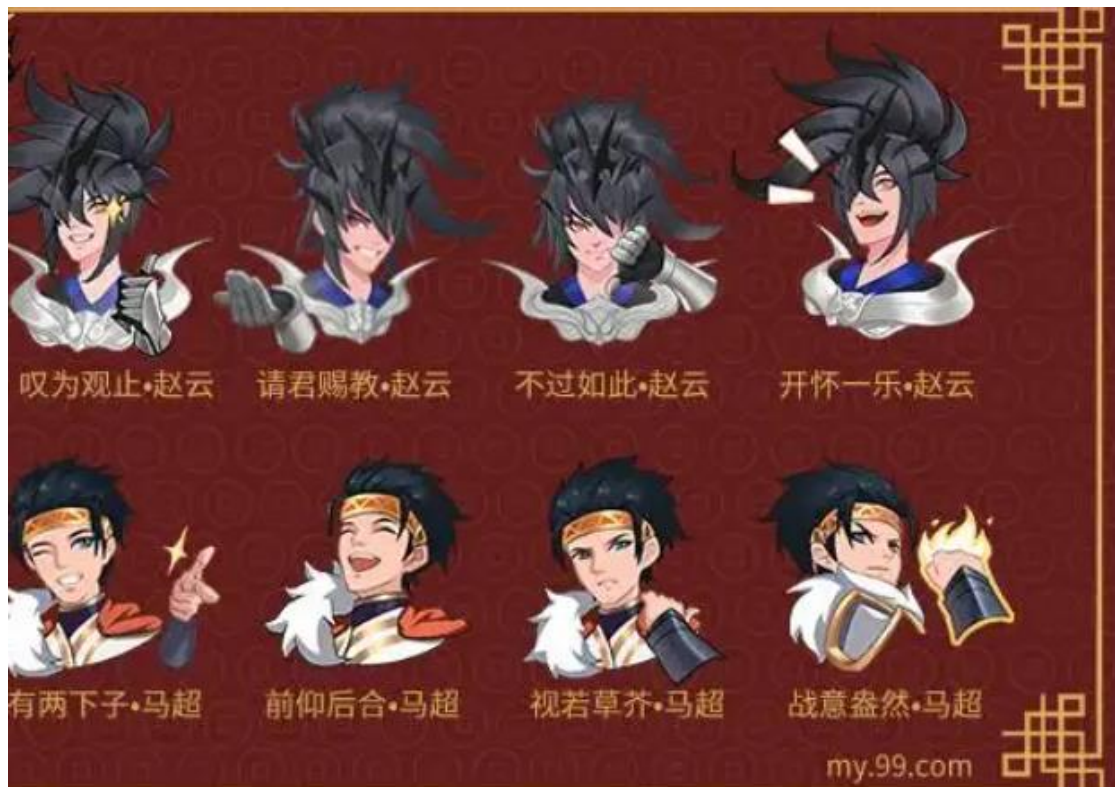 叹为观止•赵云 请君赐教•赵云 不过如此•赵云 开怀一乐•赵云
有两下子•马超 前仰后合•马超 视若草芥•马超 战意盎然•马超
my.99.com